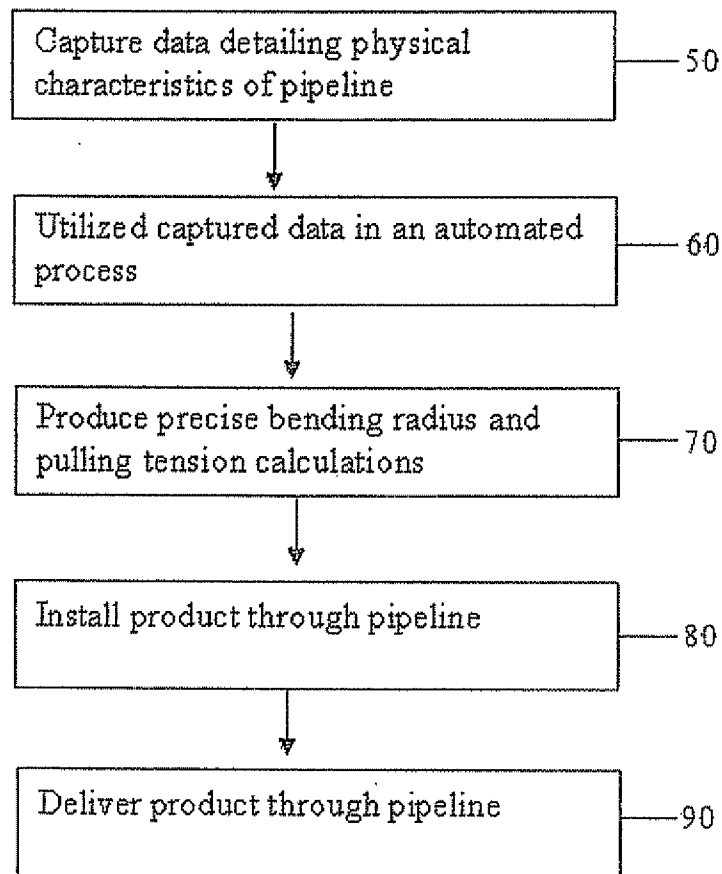 Capture data detailing physical
characteristics of pipeline
50
Utilized captured data in an automated
process
60
Produce precise bending radius and
pulling tension calculations
70
Install product through pipeline
80
Deliver product through pipeline
90